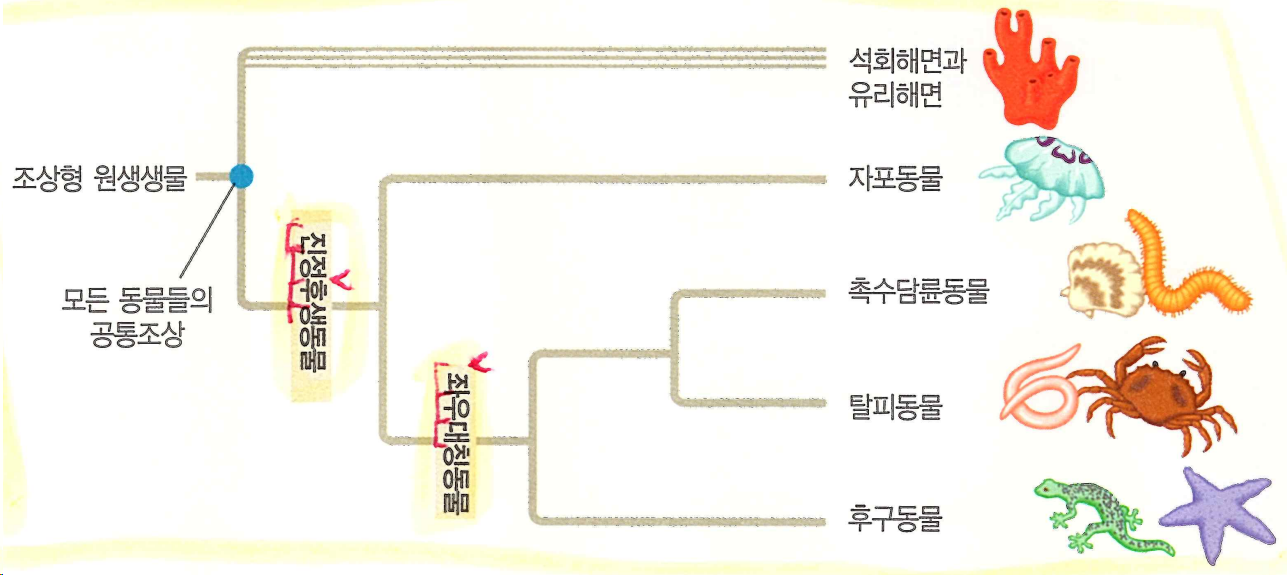 석회해면과
유리해면
조상형 원생생물
자포동물
모든 동물들의
공통조상
진정후생동물
촉수담륜동물
좌우대칭동물
탈피동물
후구동물